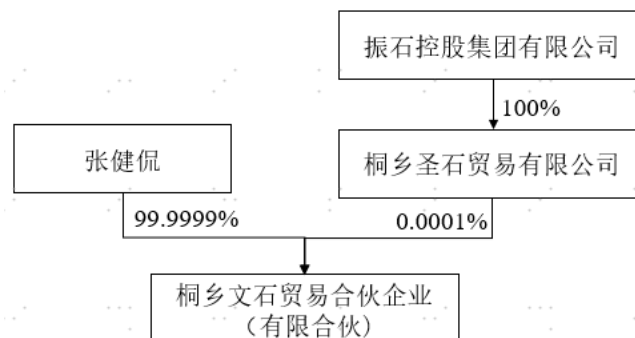 振石控股集团有限公司
100%
张健侃
桐乡圣石贸易有限公司
99.9999%
0.0001%
桐乡文石贸易合伙企业
（有限合伙）